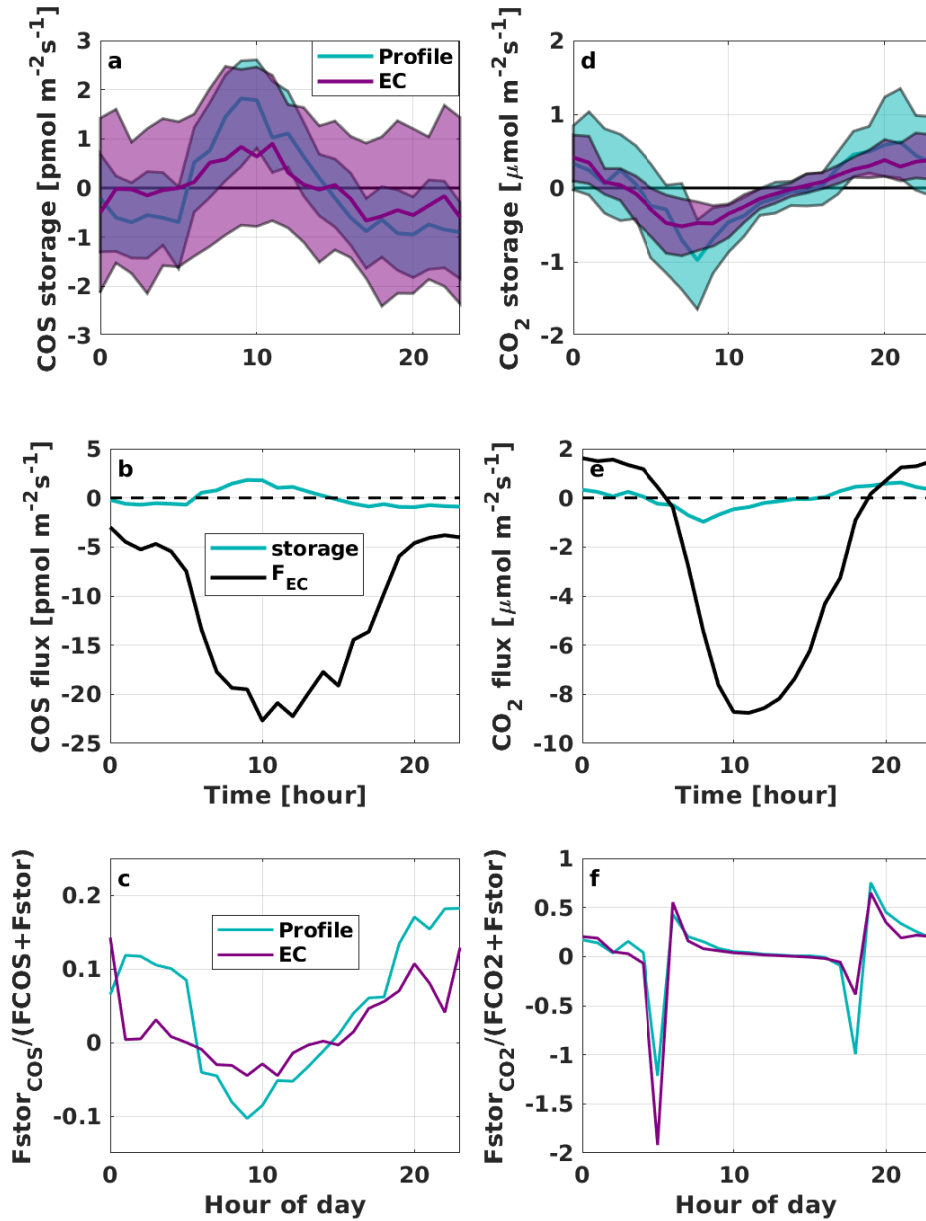 a
Profile
EC
COS storage [pmol m⁻²s⁻¹]
3
2
1
0
-1
-2
-3
0 10 20
d
CO₂ storage [μmol m⁻²s⁻¹]
2
1
0
-1
-2
0 10 20
b
storage
F_EC
COS flux [pmol m⁻²s⁻¹]
5
0
-5
-10
-15
-20
-25
0 10 20
Time [hour]
e
CO₂ flux [μmol m⁻²s⁻¹]
2
0
-2
-4
-6
-8
-10
0 10 20
Time [hour]
c
Profile
EC
Fstor_COS/(FCOS+Fstor)
0.2
0.1
0
-0.1
0 10 20
Hour of day
f
Fstor_CO2/(FCO2+Fstor)
1
0.5
0
-0.5
-1
-1.5
-2
0 10 20
Hour of day